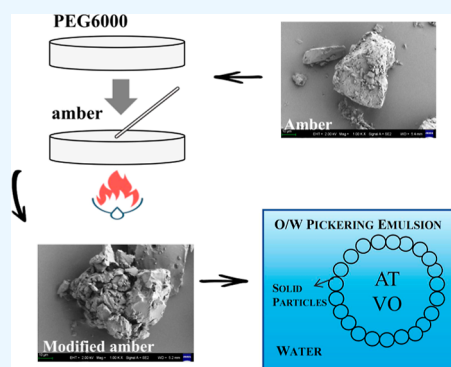 PEG6000
amber
Amber
Modified amber
O/W PICKERING EMULSION
SOLID
PARTICLES
AT
VO
WATER